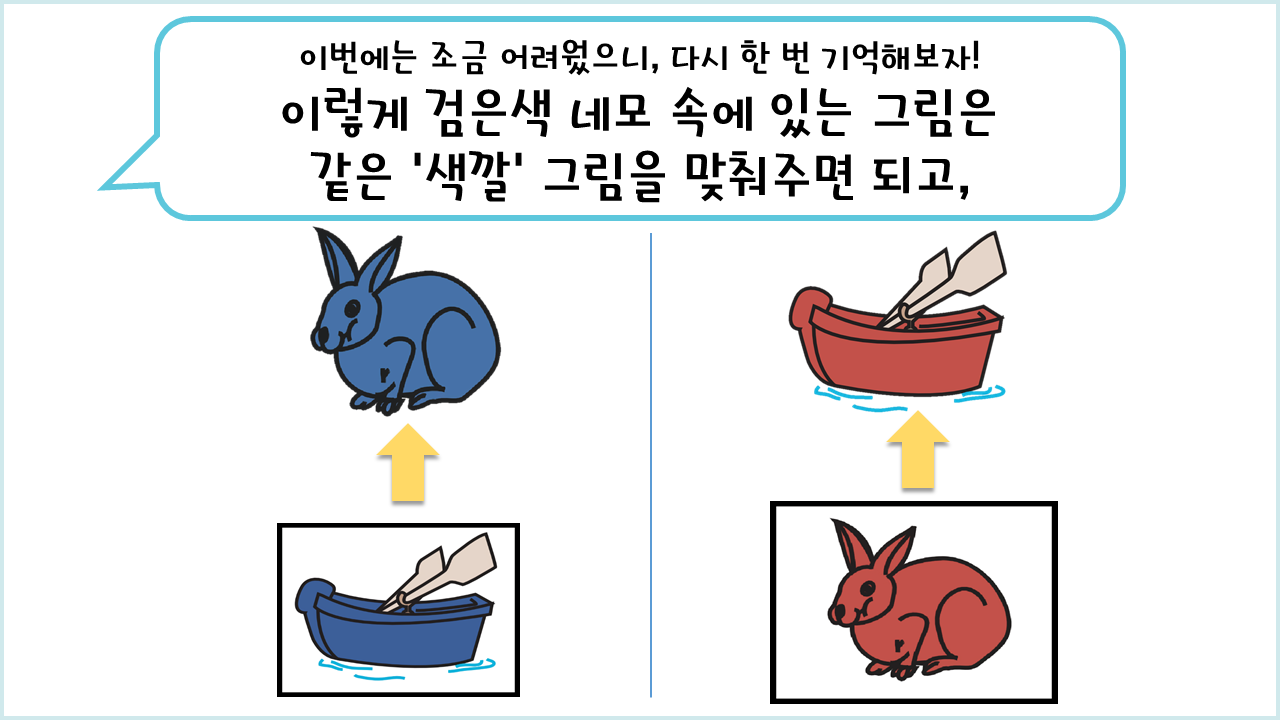 이번에는 조금 어려웠으니, 다시 한 번 기억해보자!
이렇게 검은색 네모 속에 있는 그림은
같은 '색깔' 그림을 맞춰주면 되고,